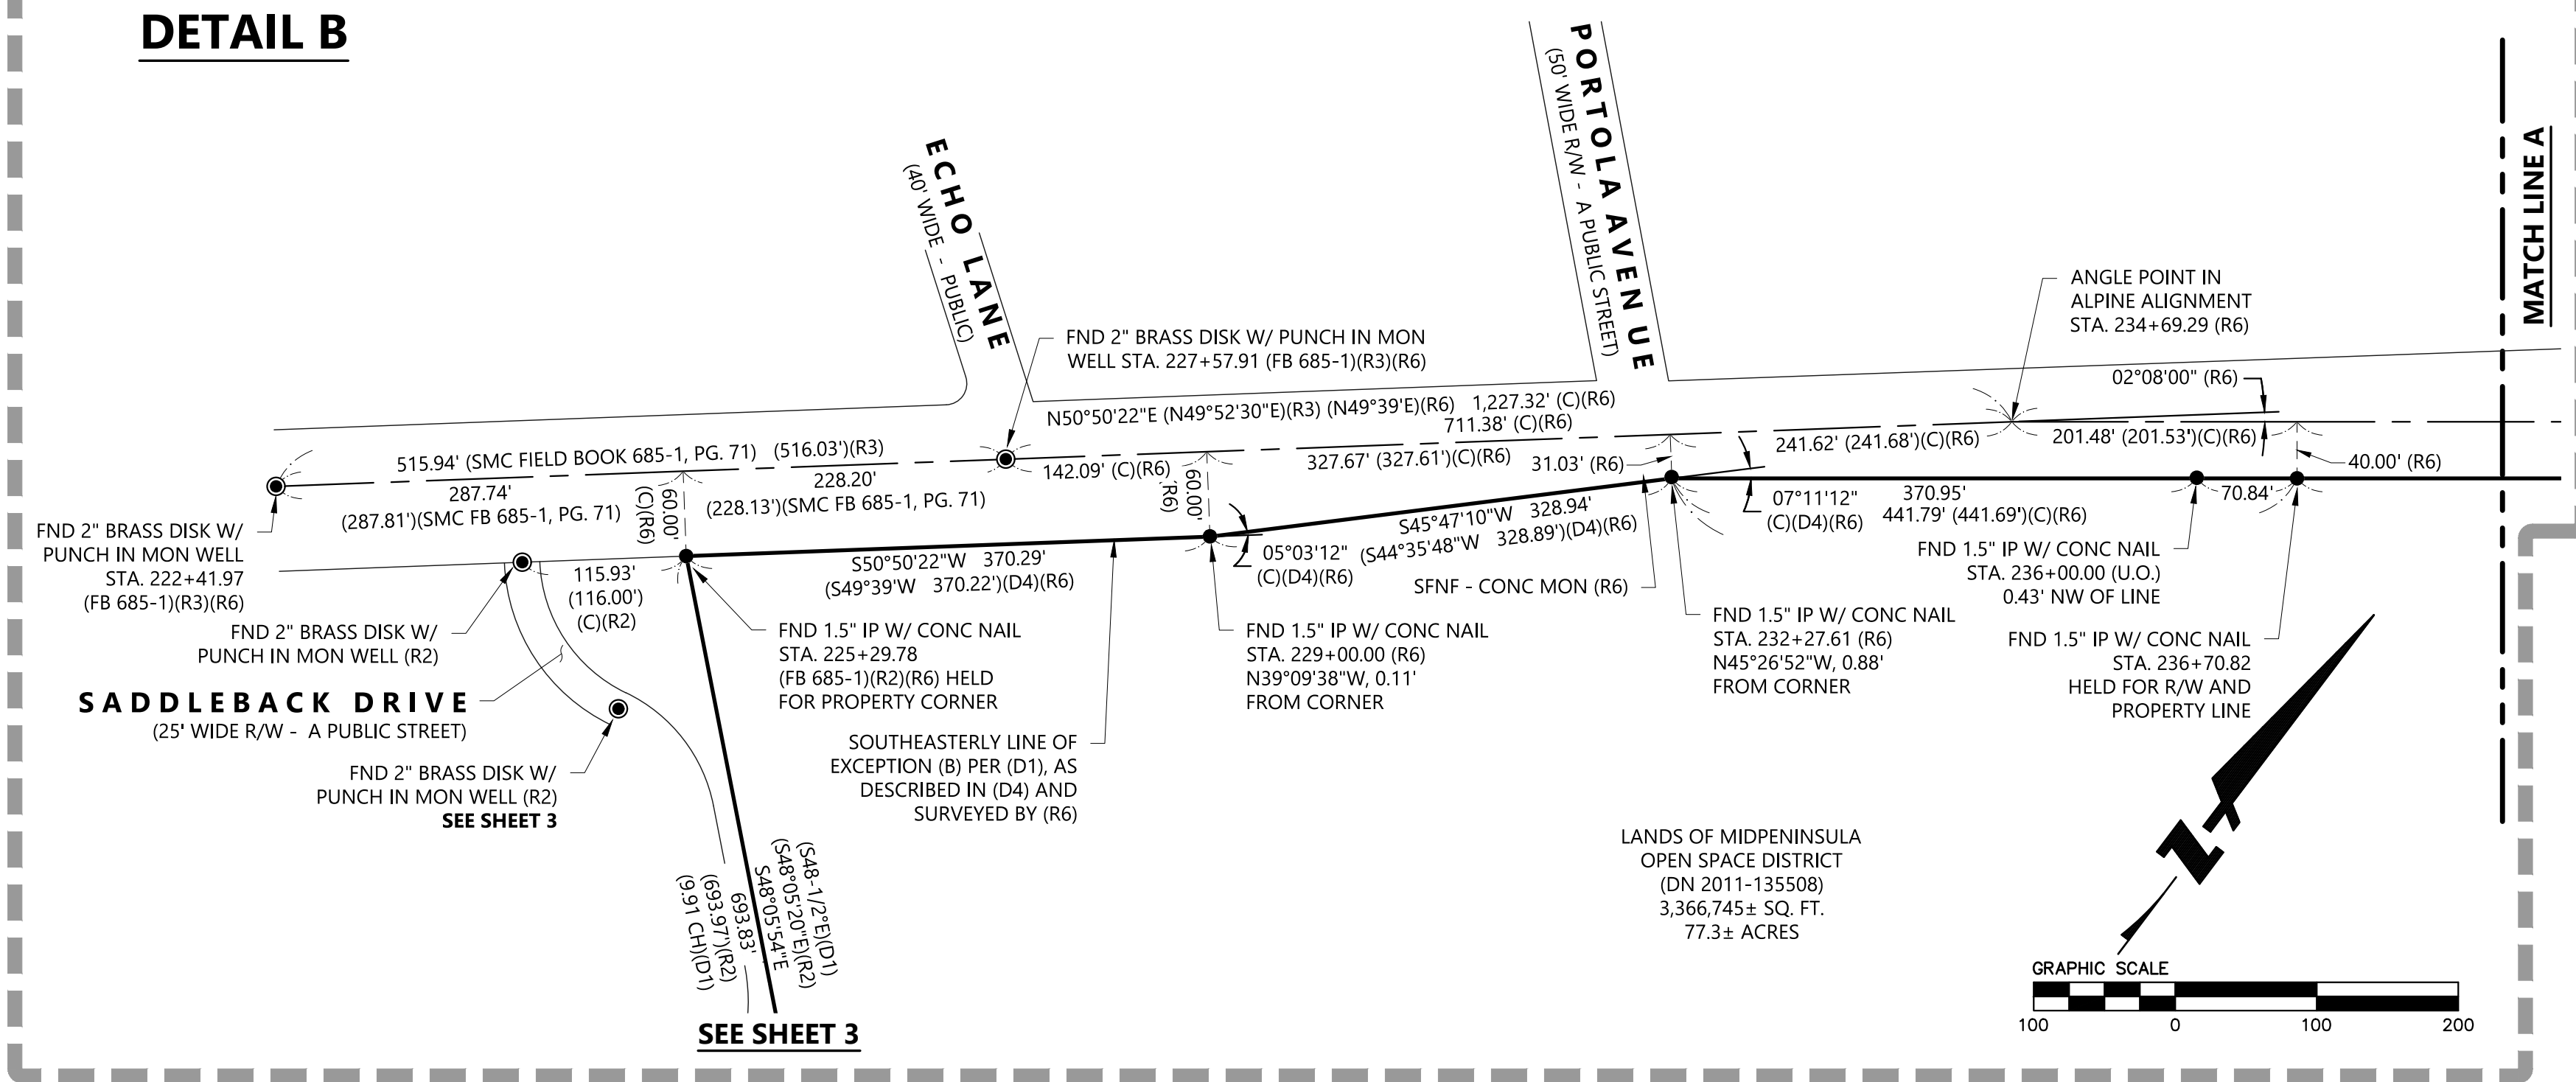 DETAIL B
ECHO LANE
(40' WIDE - PUBLIC)
PORTOLA AVENUE
(50' WIDE R/W - A PUBLIC STREET)
MATCH LINE A
ANGLE POINT IN
ALPINE ALIGNMENT
STA. 234+69.29 (R6)
FND 2" BRASS DISK W/ PUNCH IN MON
WELL STA. 227+57.91 (FB 685-1)(R3)(R6)
02°08'00" (R6)
N50°50'22"E (N49°52'30"E)(R3) (N49°39'E)(R6) 1,227.32' (C)(R6)
711.38' (C)(R6)
515.94' (SMC FIELD BOOK 685-1, PG. 71) (516.03')(R3)
142.09' (C)(R6)
327.67' (327.61')(C)(R6)
31.03' (R6)
241.62' (241.68')(C)(R6)
201.48' (201.53')(C)(R6)
40.00' (R6)
287.74'
(287.81')(SMC FB 685-1, PG. 71)
60.00'
(C)(R6)
228.20'
(228.13')(SMC FB 685-1, PG. 71)
60.00'
'R6)
FND 2" BRASS DISK W/
PUNCH IN MON WELL
STA. 222+41.97
(FB 685-1)(R3)(R6)
115.93'
(116.00')
(C)(R2)
S50°50'22"W 370.29'
(S49°39'W 370.22')(D4)(R6)
05°03'12"
(C)(D4)(R6)
S45°47'10"W 328.94'
(S44°35'48"W 328.89')(D4)(R6)
07°11'12"
(C)(D4)(R6)
370.95'
441.79' (441.69')(C)(R6)
70.84'
SFNF - CONC MON (R6)
FND 1.5" IP W/ CONC NAIL
STA. 236+00.00 (U.O.)
0.43' NW OF LINE
FND 2" BRASS DISK W/
PUNCH IN MON WELL (R2)
FND 1.5" IP W/ CONC NAIL
STA. 225+29.78
(FB 685-1)(R2)(R6) HELD
FOR PROPERTY CORNER
FND 1.5" IP W/ CONC NAIL
STA. 229+00.00 (R6)
N39°09'38"W, 0.11'
FROM CORNER
FND 1.5" IP W/ CONC NAIL
STA. 232+27.61 (R6)
N45°26'52"W, 0.88'
FROM CORNER
FND 1.5" IP W/ CONC NAIL
STA. 236+70.82
HELD FOR R/W AND
PROPERTY LINE
SADDLEBACK DRIVE
(25' WIDE R/W - A PUBLIC STREET)
FND 2" BRASS DISK W/
PUNCH IN MON WELL (R2)
SEE SHEET 3
SOUTHEASTERLY LINE OF
EXCEPTION (B) PER (D1), AS
DESCRIBED IN (D4) AND
SURVEYED BY (R6)
(S48-1/2°E)(D1)
(S48°05'20"E)(R2)
S48°05'54"E
693.83'
(693.97')(R2)
(9.91 CH)(D1)
SEE SHEET 3
LANDS OF MIDPENINSULA
OPEN SPACE DISTRICT
(DN 2011-135508)
3,366,745± SQ. FT.
77.3± ACRES
N
GRAPHIC SCALE
100 0 100 200